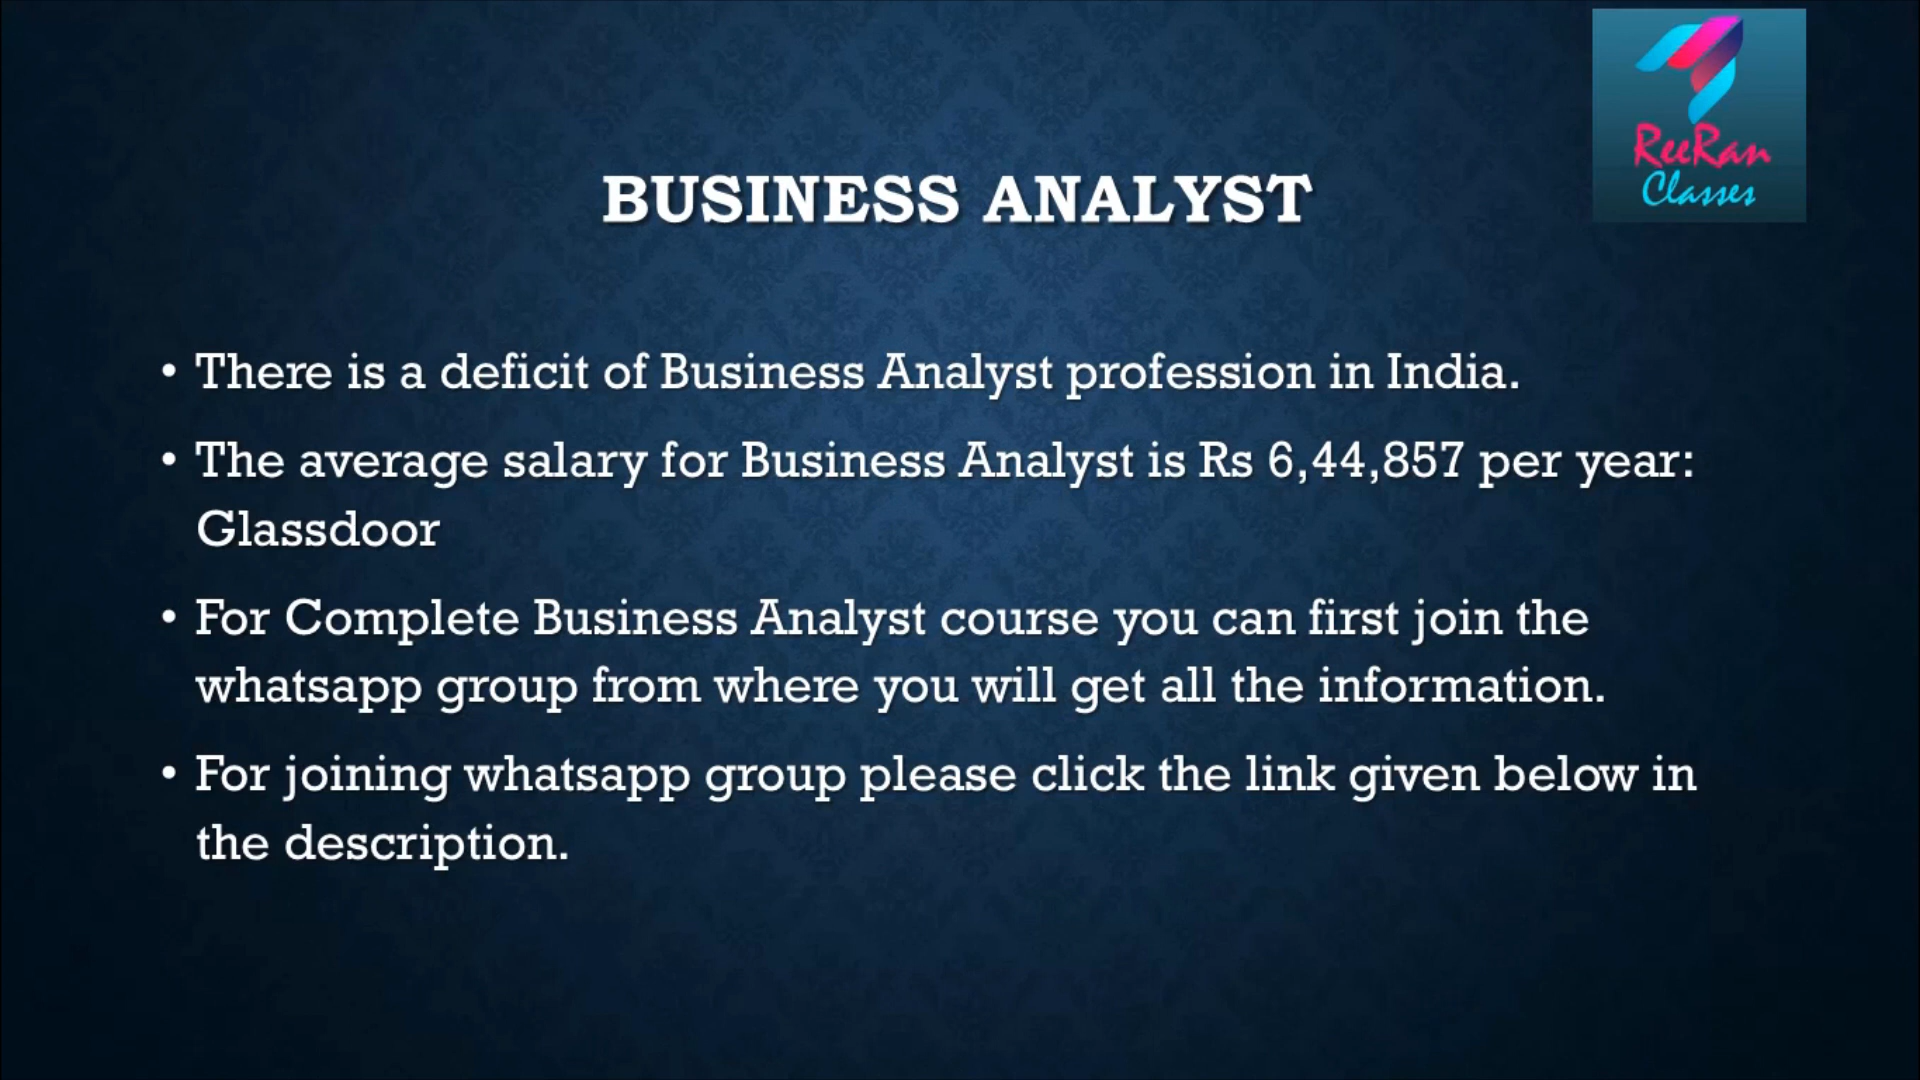 ReeRan
Classes
BUSINESS ANALYST
• There is a deficit of Business Analyst profession in India.
• The average salary for Business Analyst is Rs 6,44,857 per year:
Glassdoor
• For Complete Business Analyst course you can first join the
whatsapp group from where you will get all the information.
• For joining whatsapp group please click the link given below in
the description.